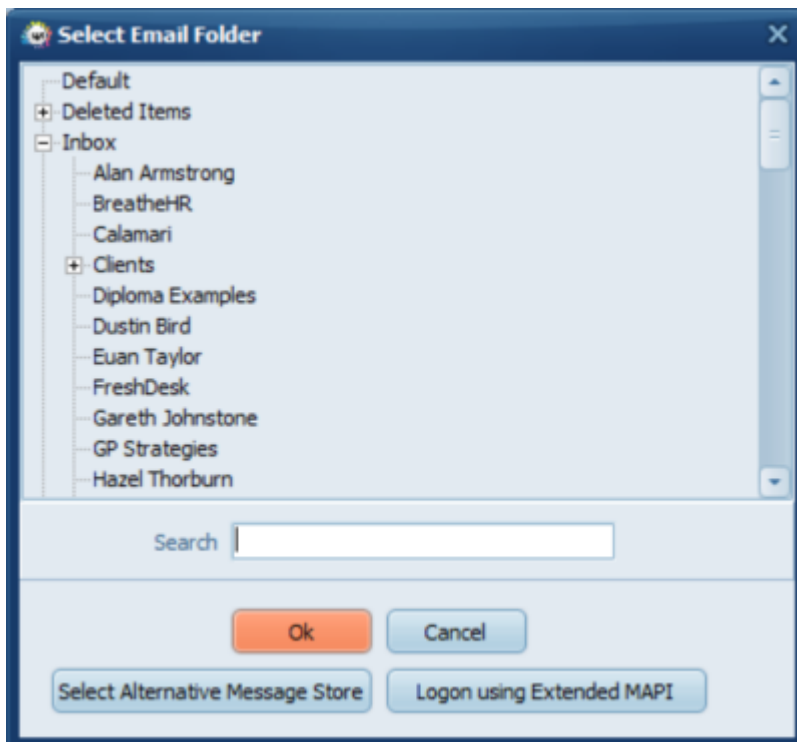 Select Email Folder
Default
Deleted Items
Inbox
Alan Armstrong
BreatheHR
Calamari
Clients
Diploma Examples
Dustin Bird
Euan Taylor
FreshDesk
Gareth Johnstone
GP Strategies
Hazel Thorburn
Search
Ok Cancel
Select Alternative Message Store Logon using Extended MAPI